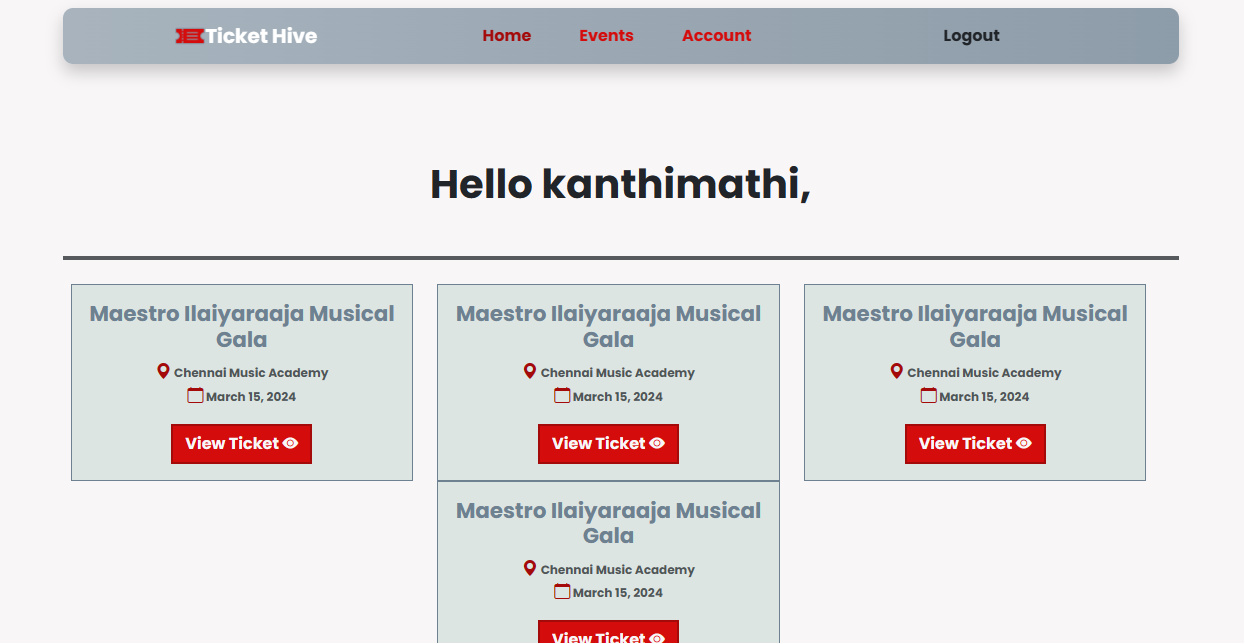 Ticket Hive Home Events Account Logout
Hello kanthimathi,
Maestro Ilaiyaraaja Musical
Gala
Chennai Music Academy
March 15, 2024
View Ticket
Maestro Ilaiyaraaja Musical
Gala
Chennai Music Academy
March 15, 2024
View Ticket
Maestro Ilaiyaraaja Musical
Gala
Chennai Music Academy
March 15, 2024
View Ticket
Maestro Ilaiyaraaja Musical
Gala
Chennai Music Academy
March 15, 2024
View Ticket